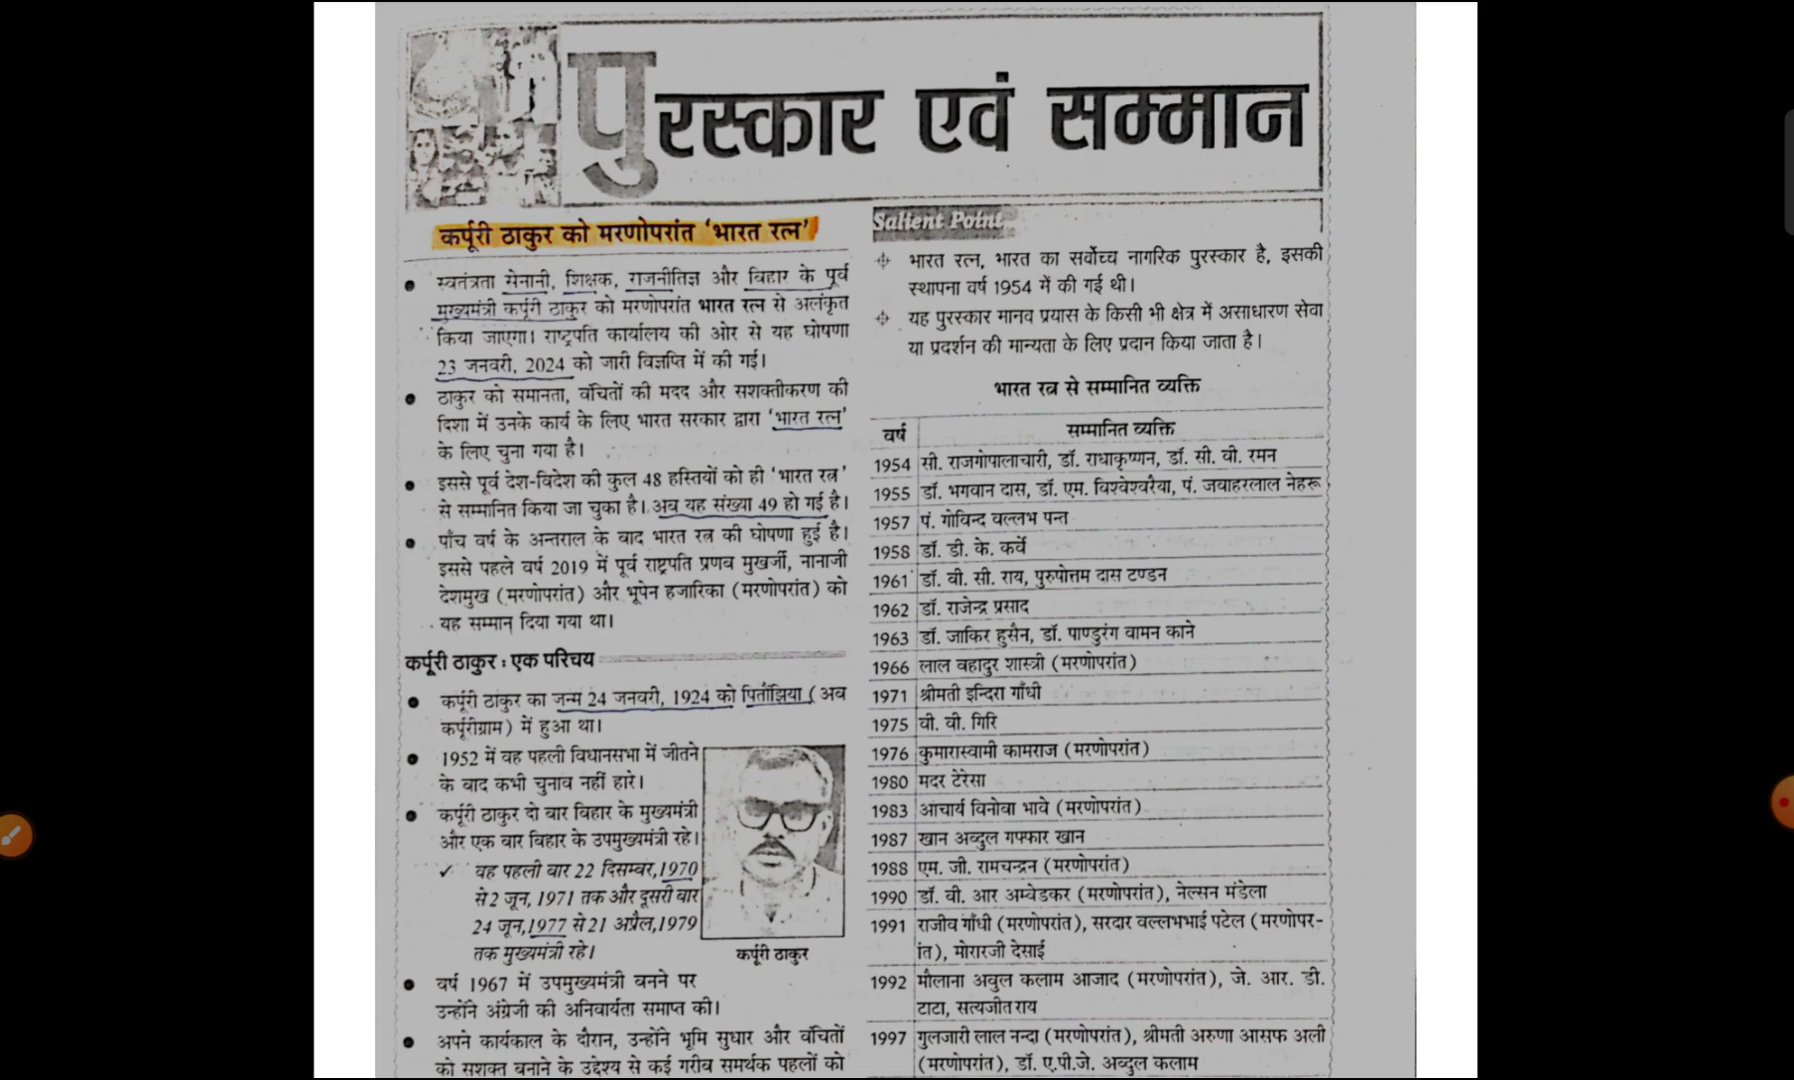 पुरस्कार एवं सम्मान
कर्पूरी ठाकुर को मरणोपरांत ‘भारत रत्न’
● स्वतंत्रता सेनानी, शिक्षक, राजनीतिज्ञ और बिहार के पूर्व
मुख्यमंत्री कर्पूरी ठाकुर को मरणोपरांत भारत रत्न से अलंकृत
किया जाएगा। राष्ट्रपति कार्यालय की ओर से यह घोषणा
23 जनवरी, 2024 को जारी विज्ञप्ति में की गई।
● ठाकुर को समानता, वंचितों की मदद और सशक्तीकरण की
दिशा में उनके कार्य के लिए भारत सरकार द्वारा ‘भारत रत्न’
के लिए चुना गया है।
● इससे पूर्व देश-विदेश की कुल 48 हस्तियों को ही ‘भारत रत्न’
से सम्मानित किया जा चुका है। अब यह संख्या 49 हो गई है।
● पाँच वर्ष के अन्तराल के बाद भारत रत्न की घोषणा हुई है।
इससे पहले वर्ष 2019 में पूर्व राष्ट्रपति प्रणब मुखर्जी, नानाजी
देशमुख (मरणोपरांत) और भूपेन हजारिका (मरणोपरांत) को
यह सम्मान दिया गया था।
कर्पूरी ठाकुर : एक परिचय
● कर्पूरी ठाकुर का जन्म 24 जनवरी, 1924 को पितौंझिया (अब
कर्पूरीग्राम) में हुआ था।
● 1952 में वह पहली विधानसभा में जीतने
के बाद कभी चुनाव नहीं हारे।
● कर्पूरी ठाकुर दो बार बिहार के मुख्यमंत्री
और एक बार बिहार के उपमुख्यमंत्री रहे।
✓ वह पहली बार 22 दिसम्बर, 1970
से 2 जून, 1971 तक और दूसरी बार
24 जून, 1977 से 21 अप्रैल, 1979
तक मुख्यमंत्री रहे।
कर्पूरी ठाकुर
● वर्ष 1967 में उपमुख्यमंत्री बनने पर
उन्होंने अंग्रेजी की अनिवार्यता समाप्त की।
● अपने कार्यकाल के दौरान, उन्होंने भूमि सुधार और वंचितों
को सशक्त बनाने के उद्देश्य से कई गरीब समर्थक पहलों को
Salient Point
भारत रत्न, भारत का सर्वोच्च नागरिक पुरस्कार है, इसकी
स्थापना वर्ष 1954 में की गई थी।
यह पुरस्कार मानव प्रयास के किसी भी क्षेत्र में असाधारण सेवा
या प्रदर्शन की मान्यता के लिए प्रदान किया जाता है।
भारत रत्न से सम्मानित व्यक्ति
वर्ष सम्मानित व्यक्ति
1954 सी. राजगोपालाचारी, डॉ. राधाकृष्णन, डॉ. सी. वी. रमन
1955 डॉ. भगवान दास, डॉ. एम. विश्वेश्वरैया, पं. जवाहरलाल नेहरू
1957 पं. गोविन्द वल्लभ पन्त
1958 डॉ. डी. के. कर्वे
1961 डॉ. बी. सी. राय, पुरुषोत्तम दास टण्डन
1962 डॉ. राजेन्द्र प्रसाद
1963 डॉ. जाकिर हुसैन, डॉ. पाण्डुरंग वामन काने
1966 लाल बहादुर शास्त्री (मरणोपरांत)
1971 श्रीमती इन्दिरा गाँधी
1975 वी. वी. गिरि
1976 कुमारास्वामी कामराज (मरणोपरांत)
1980 मदर टेरेसा
1983 आचार्य विनोबा भावे (मरणोपरांत)
1987 खान अब्दुल गफ्फार खान
1988 एम. जी. रामचन्द्रन (मरणोपरांत)
1990 डॉ. बी. आर अम्बेडकर (मरणोपरांत), नेल्सन मंडेला
1991 राजीव गाँधी (मरणोपरांत), सरदार वल्लभभाई पटेल (मरणोपर-
ांत), मोरारजी देसाई
1992 मौलाना अबुल कलाम आजाद (मरणोपरांत), जे. आर. डी.
टाटा, सत्यजीत राय
1997 गुलजारी लाल नन्दा (मरणोपरांत), श्रीमती अरुणा आसफ अली
(मरणोपरांत), डॉ. ए.पी.जे. अब्दुल कलाम